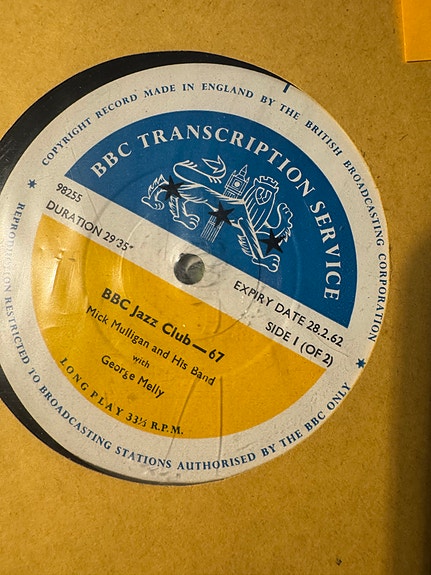 COPYRIGHT RECORD MADE IN ENGLAND BY THE BRITISH BROADCASTING CORPORATION
BBC TRANSCRIPTION SERVICE
98255
DURATION 29'35"
EXPIRY DATE 28.2.62
SIDE 1 (OF 2)
BBC Jazz Club—67
Mick Mulligan and His Band
with
George Melly
LONG PLAY 33⅓ R.P.M.
REPRODUCTION RESTRICTED TO BROADCASTING STATIONS AUTHORISED BY THE BBC ONLY